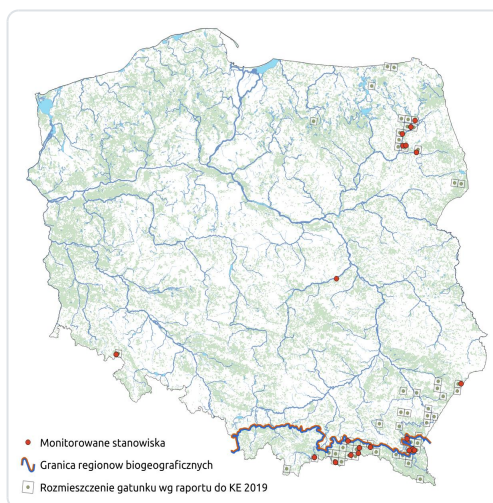 Monitorowane stanowiska
Granica regionow biogeograficznych
Rozmieszczenie gatunku wg raportu do KE 2019